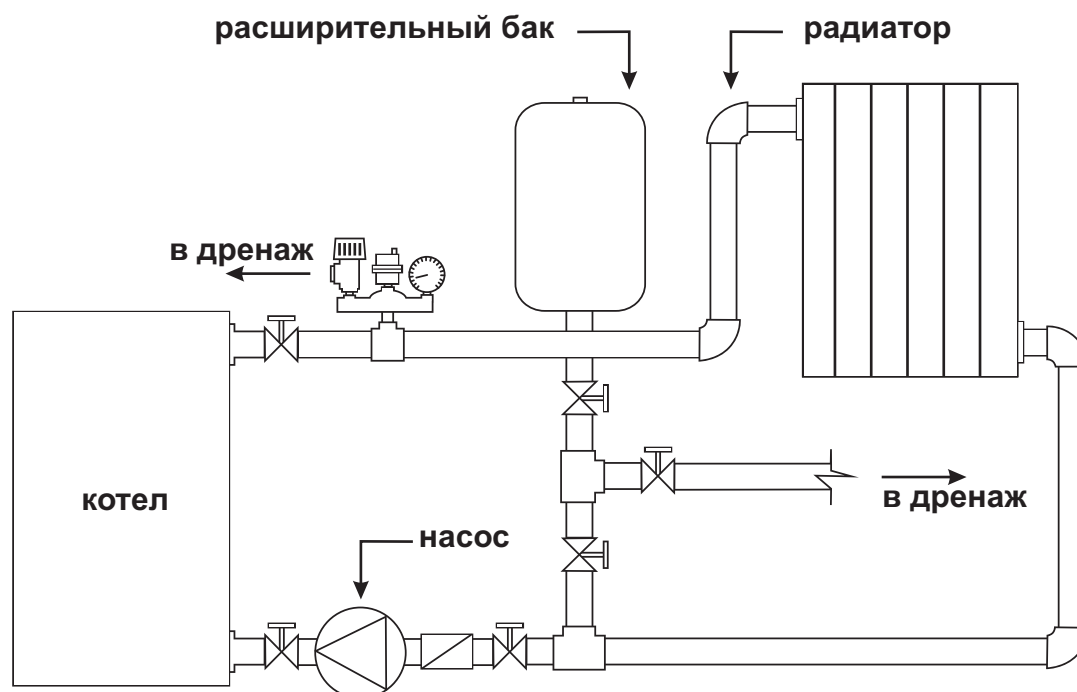 расширительный бак
радиатор
в дренаж
котел
в дренаж
насос